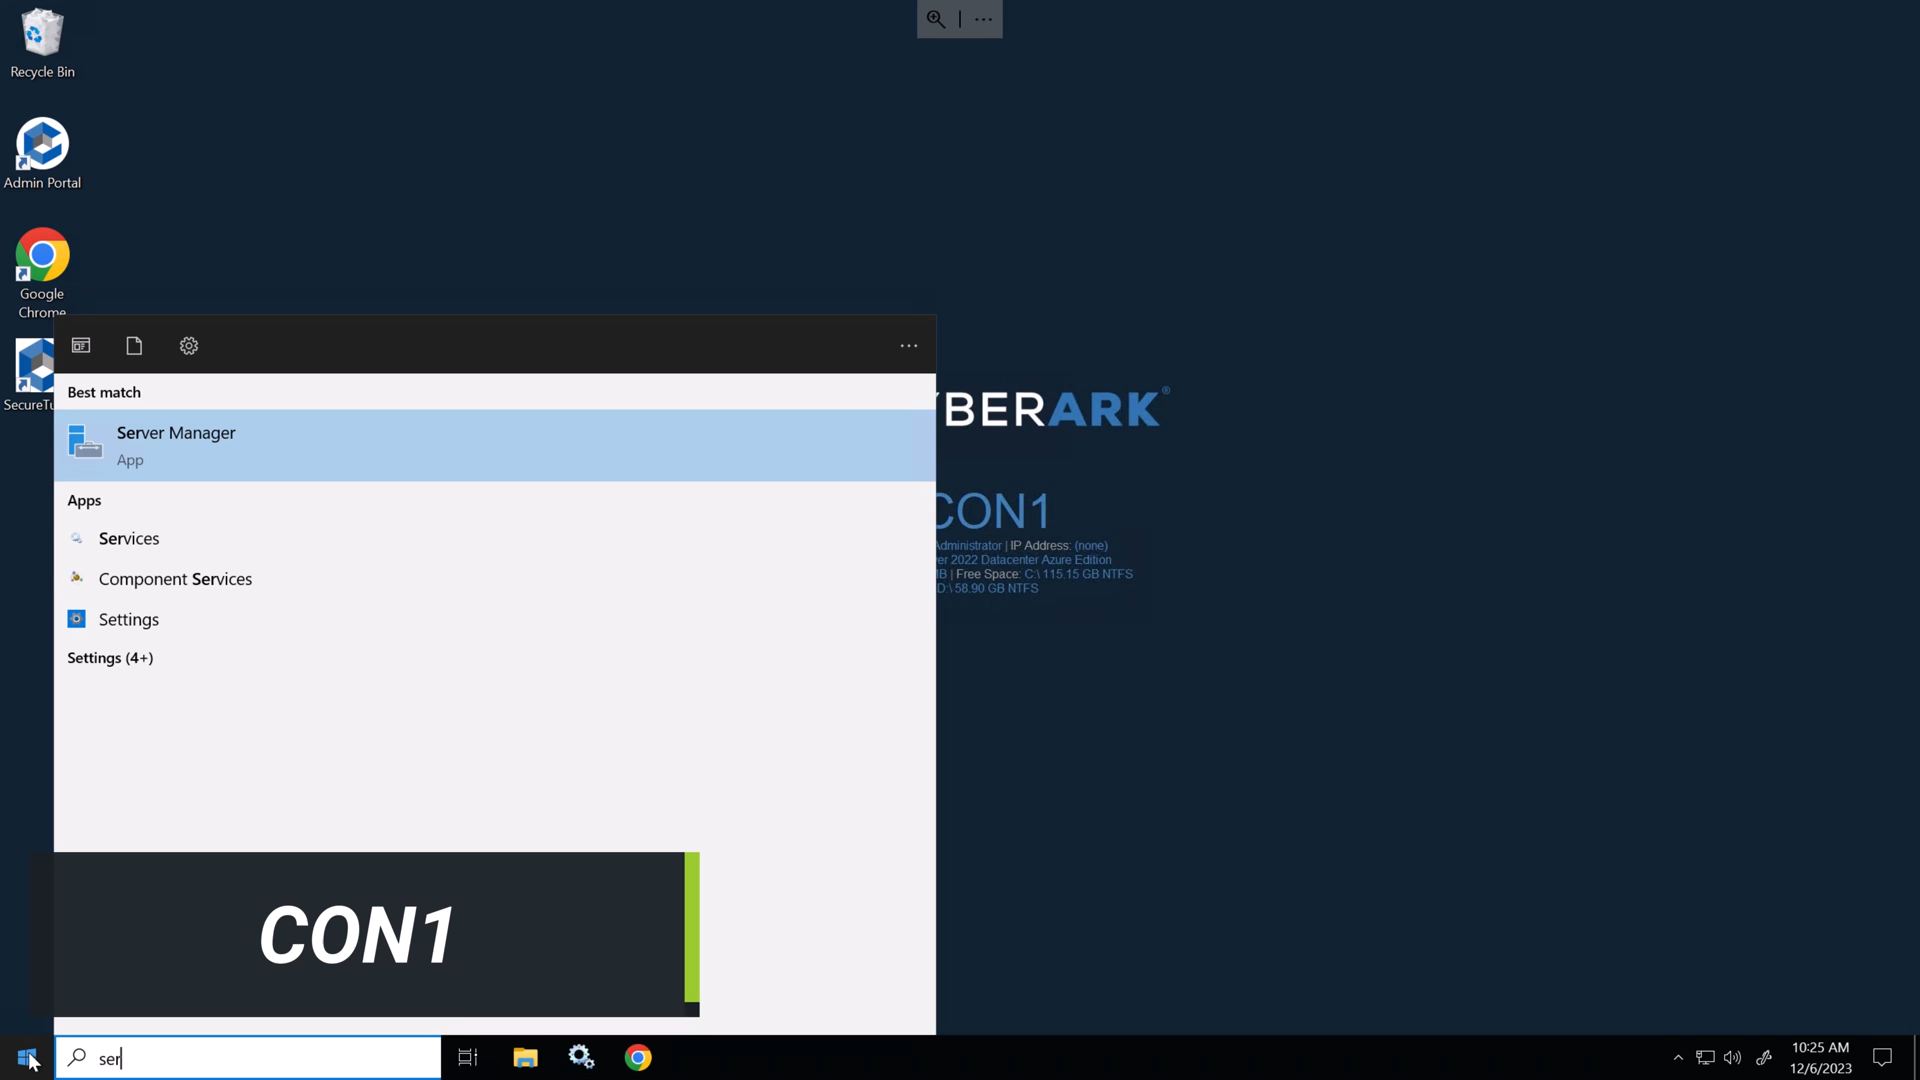 Recycle Bin
Admin Portal
Google
Chrome
SecureTu
Best match
Server Manager
App
Apps
Services
Component Services
Settings
Settings (4+)
BERARK®
CON1
Administrator | IP Address: (none)
ver 2022 Datacenter Azure Edition
IB | Free Space: C:\ 115.15 GB NTFS
D:\ 58.90 GB NTFS
CON1
ser
10:25 AM
12/6/2023